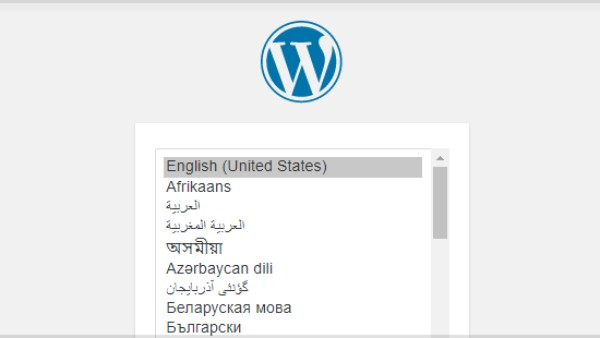 English (United States)
Afrikaans
العربية
العربية المغربية
অসমীয়া
Azərbaycan dili
گؤنئی آذربایجان
Беларуская мова
Български